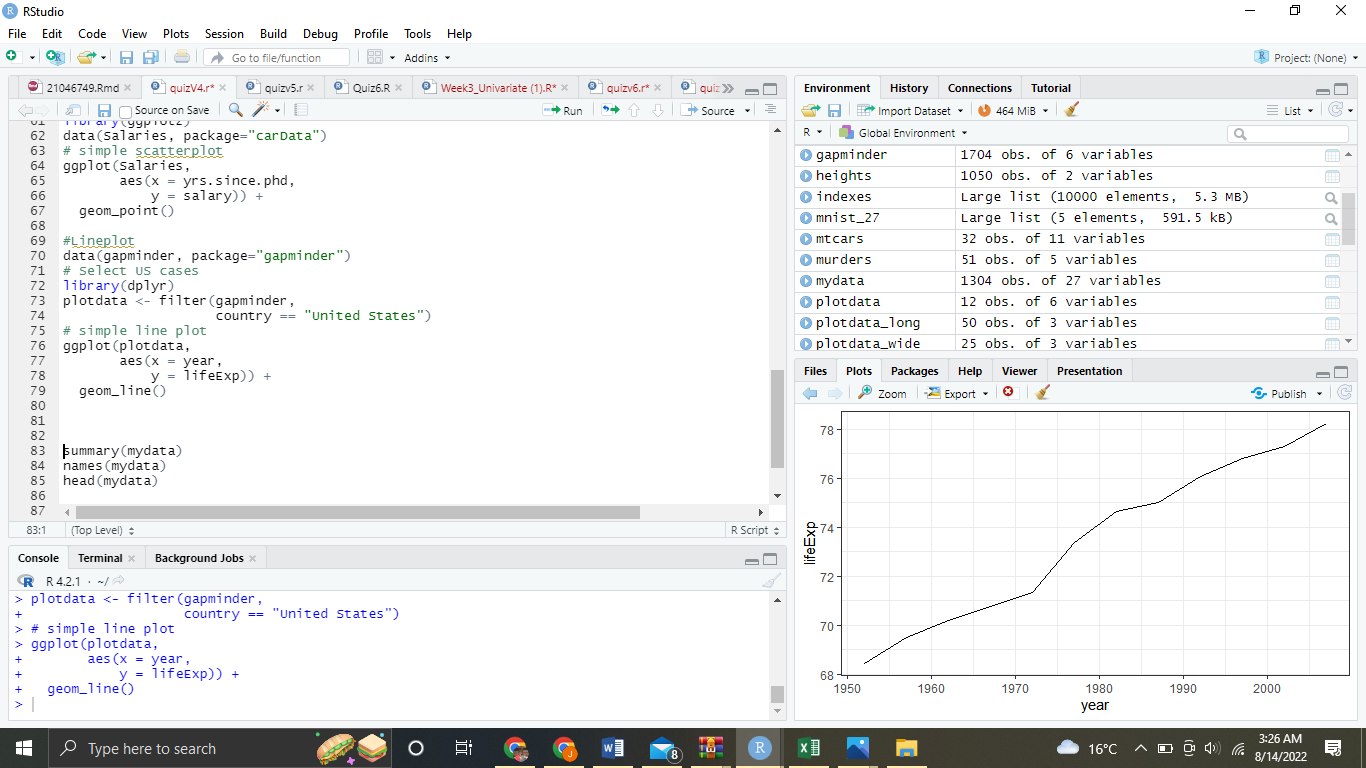 RStudio
File Edit Code View Plots Session Build Debug Profile Tools Help
Go to file/function Addins Project: (None)
21046749.Rmd quizV4.r* quizv5.r Quiz6.R Week3_Univariate (1).R* quizv6.r* quiz
Source on Save Run Source
61 library(ggplot2)
62 data(Salaries, package="carData")
63 # simple scatterplot
64 ggplot(Salaries,
65 aes(x = yrs.since.phd,
66 y = salary)) +
67 geom_point()
68
69 #Lineplot
70 data(gapminder, package="gapminder")
71 # Select US cases
72 library(dplyr)
73 plotdata <- filter(gapminder,
74 country == "United States")
75 # simple line plot
76 ggplot(plotdata,
77 aes(x = year,
78 y = lifeExp)) +
79 geom_line()
80
81
82
83 summary(mydata)
84 names(mydata)
85 head(mydata)
86
87
83:1 (Top Level) R Script
Console Terminal Background Jobs
R 4.2.1 · ~/
> plotdata <- filter(gapminder,
+ country == "United States")
> # simple line plot
> ggplot(plotdata,
+ aes(x = year,
+ y = lifeExp)) +
+ geom_line()
>
Environment History Connections Tutorial
Import Dataset 464 MiB List
R Global Environment
gapminder 1704 obs. of 6 variables
heights 1050 obs. of 2 variables
indexes Large list (10000 elements, 5.3 MB)
mnist_27 Large list (5 elements, 591.5 kB)
mtcars 32 obs. of 11 variables
murders 51 obs. of 5 variables
mydata 1304 obs. of 27 variables
plotdata 12 obs. of 6 variables
plotdata_long 50 obs. of 3 variables
plotdata_wide 25 obs. of 3 variables
Files Plots Packages Help Viewer Presentation
Zoom Export Publish
78
76
74
72
70
68
lifeExp
1950 1960 1970 1980 1990 2000
year
Type here to search
8
16°C
3:26 AM
8/14/2022